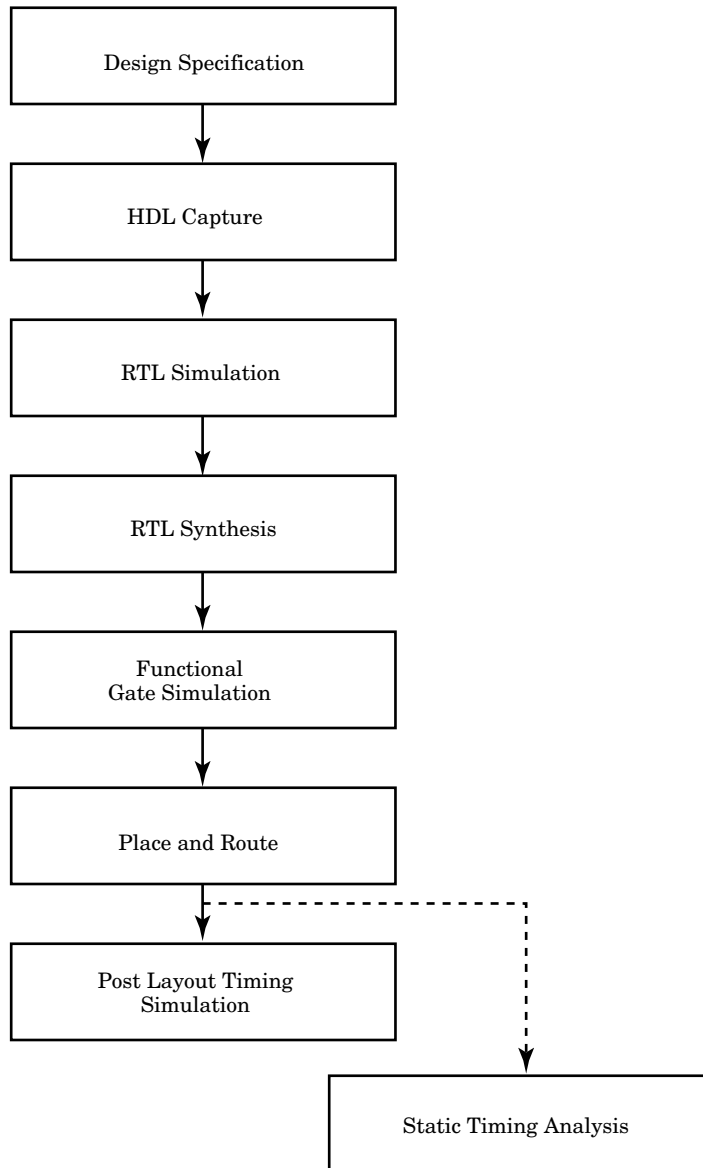 Design Specification
HDL Capture
RTL Simulation
RTL Synthesis
Functional
Gate Simulation
Place and Route
Post Layout Timing
Simulation
Static Timing Analysis